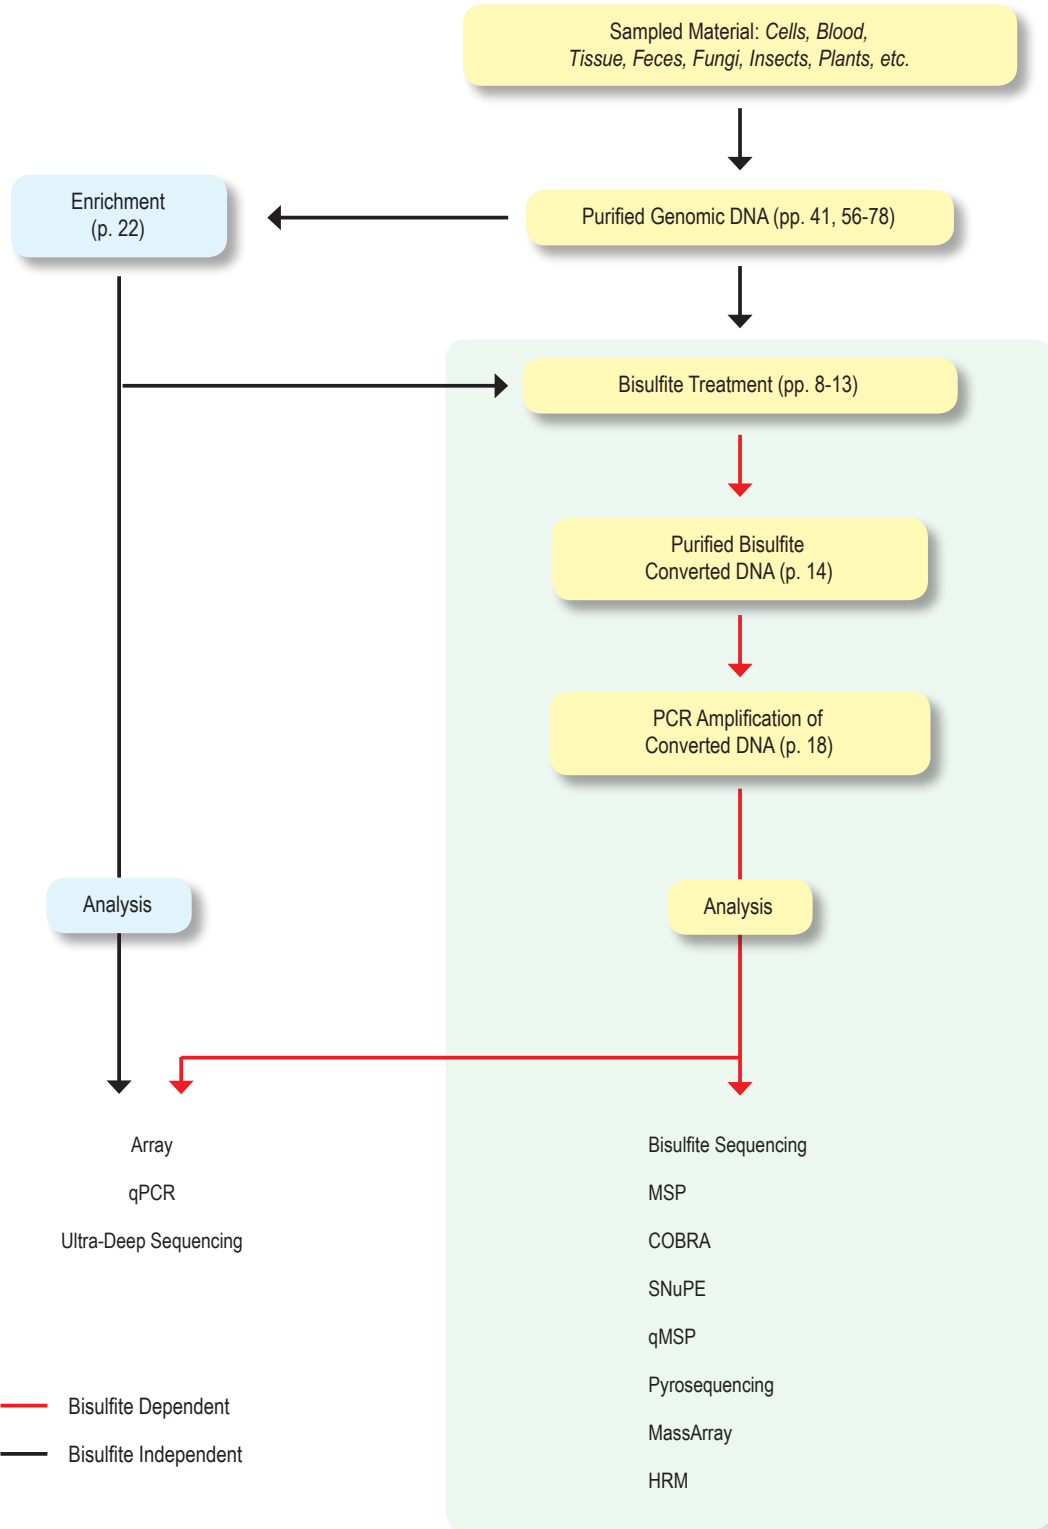 Sampled Material: Cells, Blood,
Tissue, Feces, Fungi, Insects, Plants, etc.
Enrichment
(p. 22)
Purified Genomic DNA (pp. 41, 56-78)
Bisulfite Treatment (pp. 8-13)
Purified Bisulfite
Converted DNA (p. 14)
PCR Amplification of
Converted DNA (p. 18)
Analysis
Analysis
Array
qPCR
Ultra-Deep Sequencing
Bisulfite Sequencing
MSP
COBRA
SNuPE
qMSP
Pyrosequencing
MassArray
HRM
Bisulfite Dependent
Bisulfite Independent